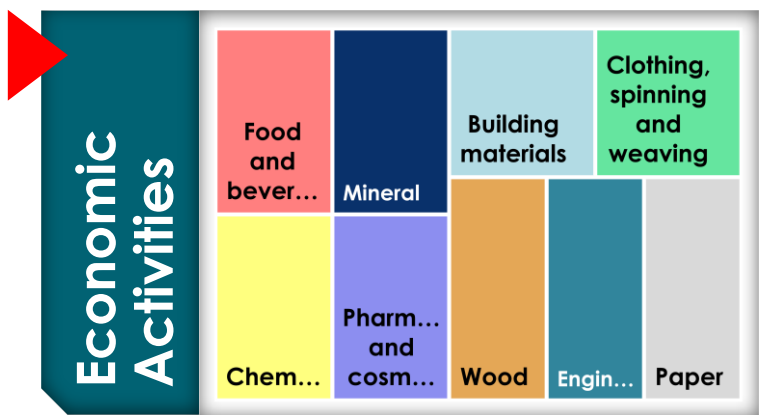 Economic
Activities
Food
and
bever…
Mineral
Building
materials
Clothing,
spinning
and
weaving
Chem…
Pharm…
and
cosm…
Wood
Engin…
Paper